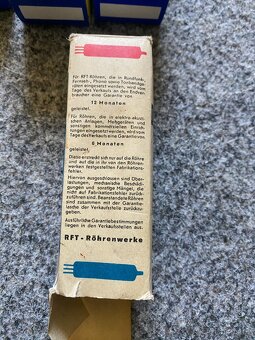 Für RFT-Röhren, die in Rundfunk-,
Fernseh-, Phono sowie Tonbandge-
räten eingesetzt werden, wird vom
Tage des Verkaufs an den Endver-
braucher eine Garantie von
12 Monaten
geleistet.
Für Röhren, die in elektro-akusti-
schen Anlagen, Meßgeräten und
sonstigen kommerziellen Einrich-
tungen eingesetzt werden, wird vom
Tage des Verkaufs eine Garantie von
6 Monaten
geleistet.
Diese erstreckt sich nur auf die Röhre
an sich und auf die in ihr von den Röhren-
werken festgestellten Fabrikations-
fehler.
Hiervon ausgeschlossen sind Über-
lastungen, mechanische Beschädi-
gungen und sonstige Mängel, die
nicht auf Fabrikationsfehler zurück-
zuführen sind. Beanstandete Röhren
sind zusammen mit der Garantie-
karte der Verkaufsstelle zurückzu-
geben.
Ausführliche Garantiebestimmungen
liegen in den Verkaufsstellen aus.
RFT-Röhrenwerke